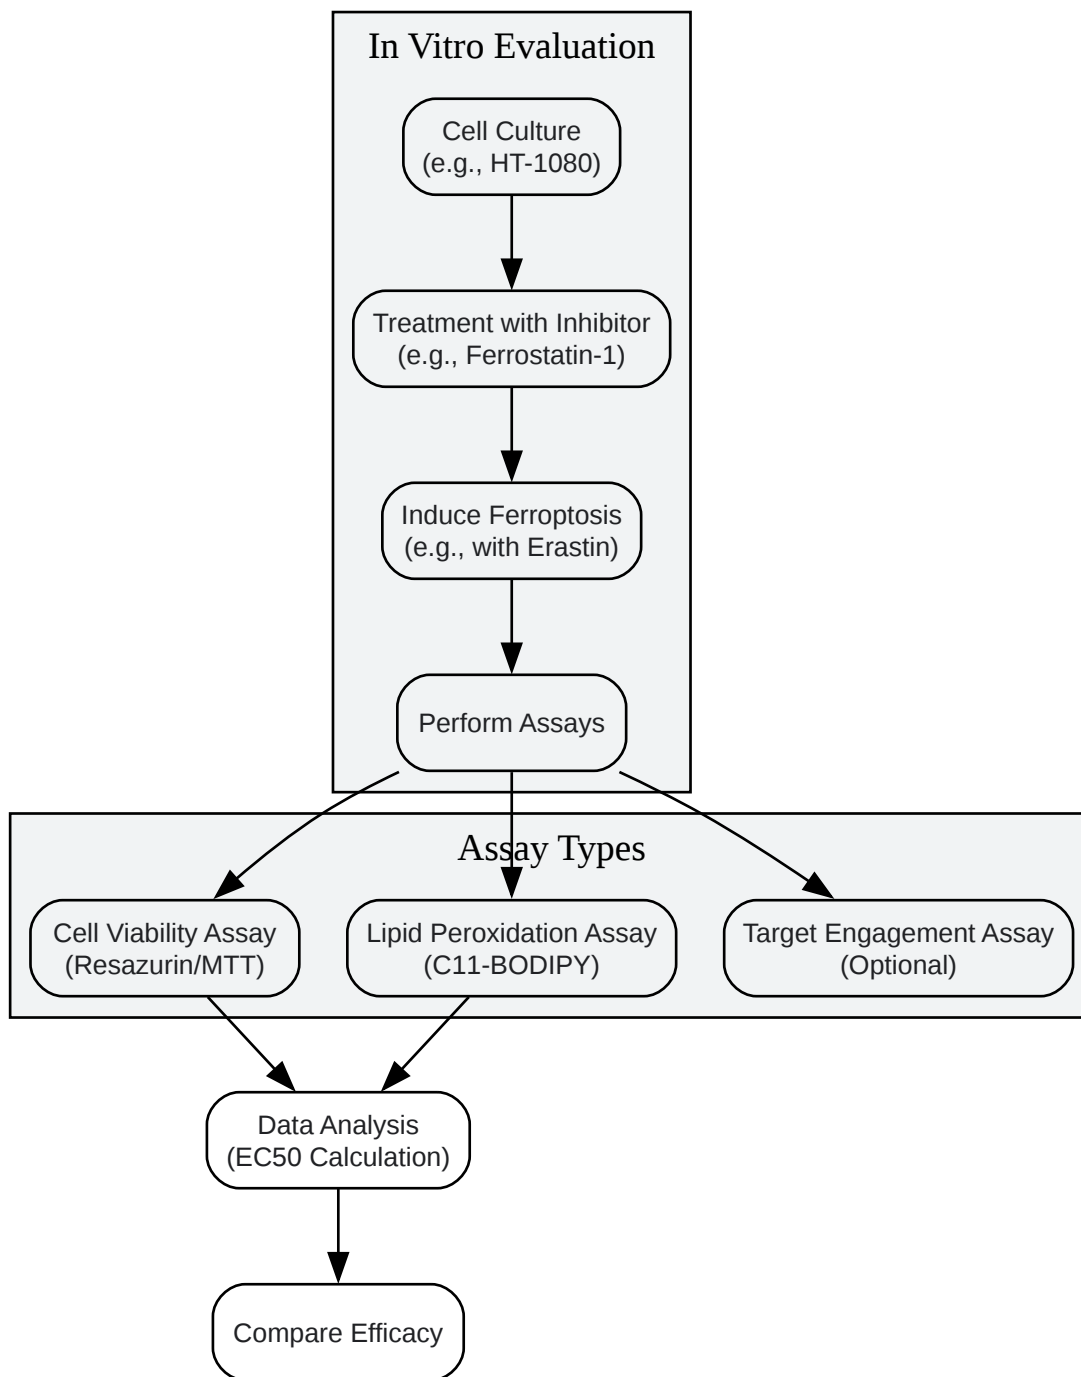 In Vitro Evaluation
Cell Culture
(e.g., HT-1080)
Treatment with Inhibitor
(e.g., Ferrostatin-1)
Induce Ferroptosis
(e.g., with Erastin)
Perform Assays
Assay Types
Cell Viability Assay
(Resazurin/MTT)
Lipid Peroxidation Assay
(C11-BODIPY)
Target Engagement Assay
(Optional)
Data Analysis
(EC50 Calculation)
Compare Efficacy